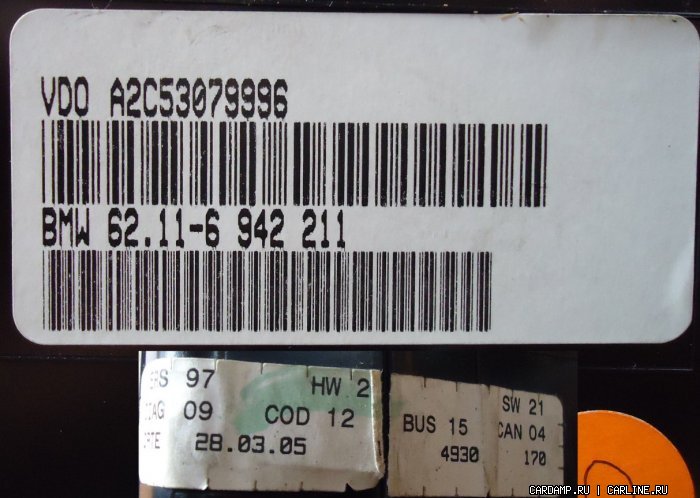 VDO A2C53079996
BMW 62.11-6 942 211
97 HW 2
09 COD 12
28.03.05
SW 21
BUS 15 CAN 04
4930 170
CARDAMP.RU | CARLINE.RU